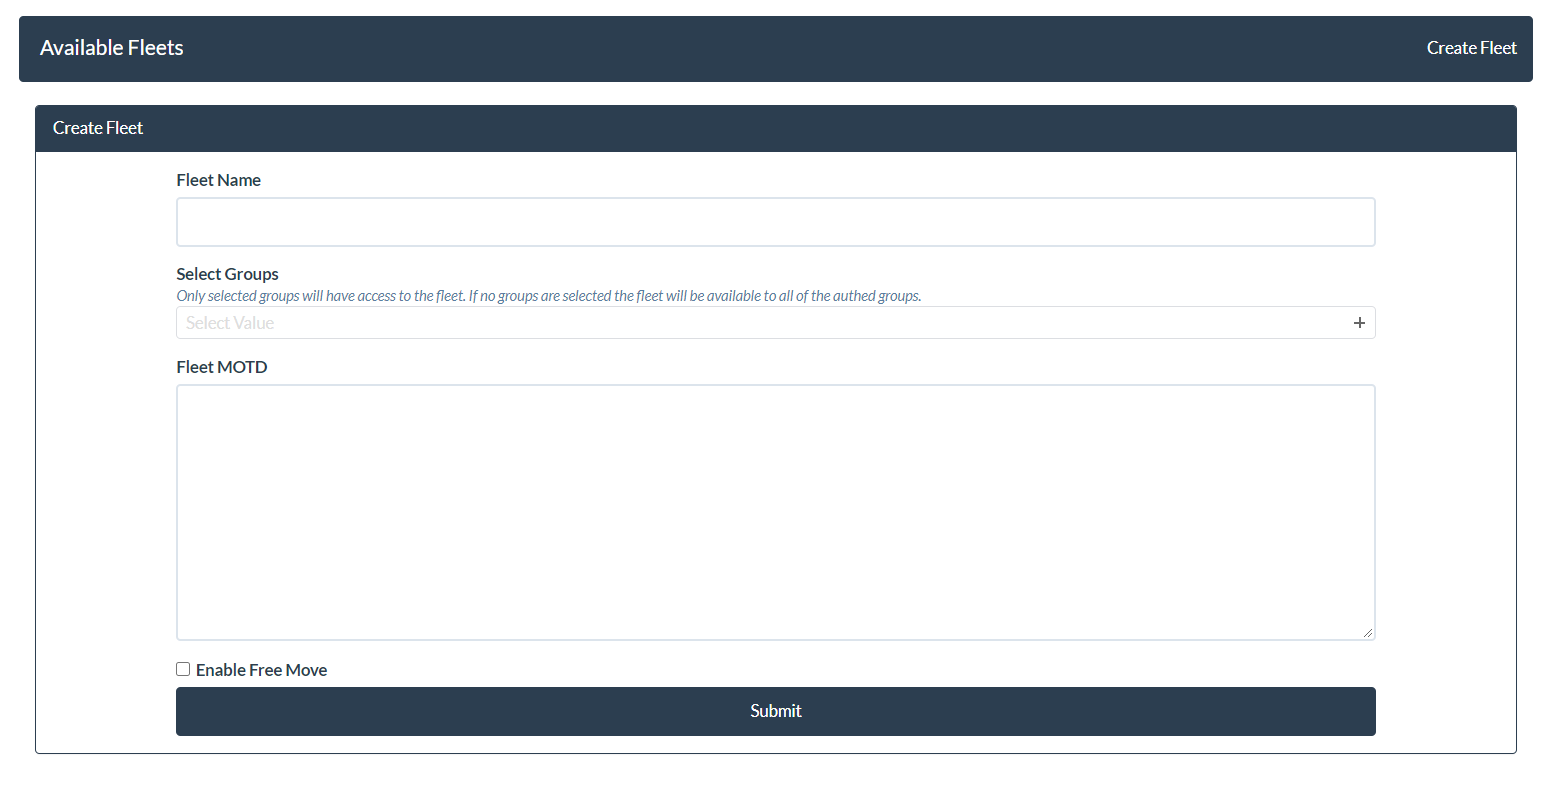 Available Fleets
Create Fleet
Create Fleet
Fleet Name
Select Groups
Only selected groups will have access to the fleet. If no groups are selected the fleet will be available to all of the authed groups.
Select Value
Fleet MOTD
Enable Free Move
Submit